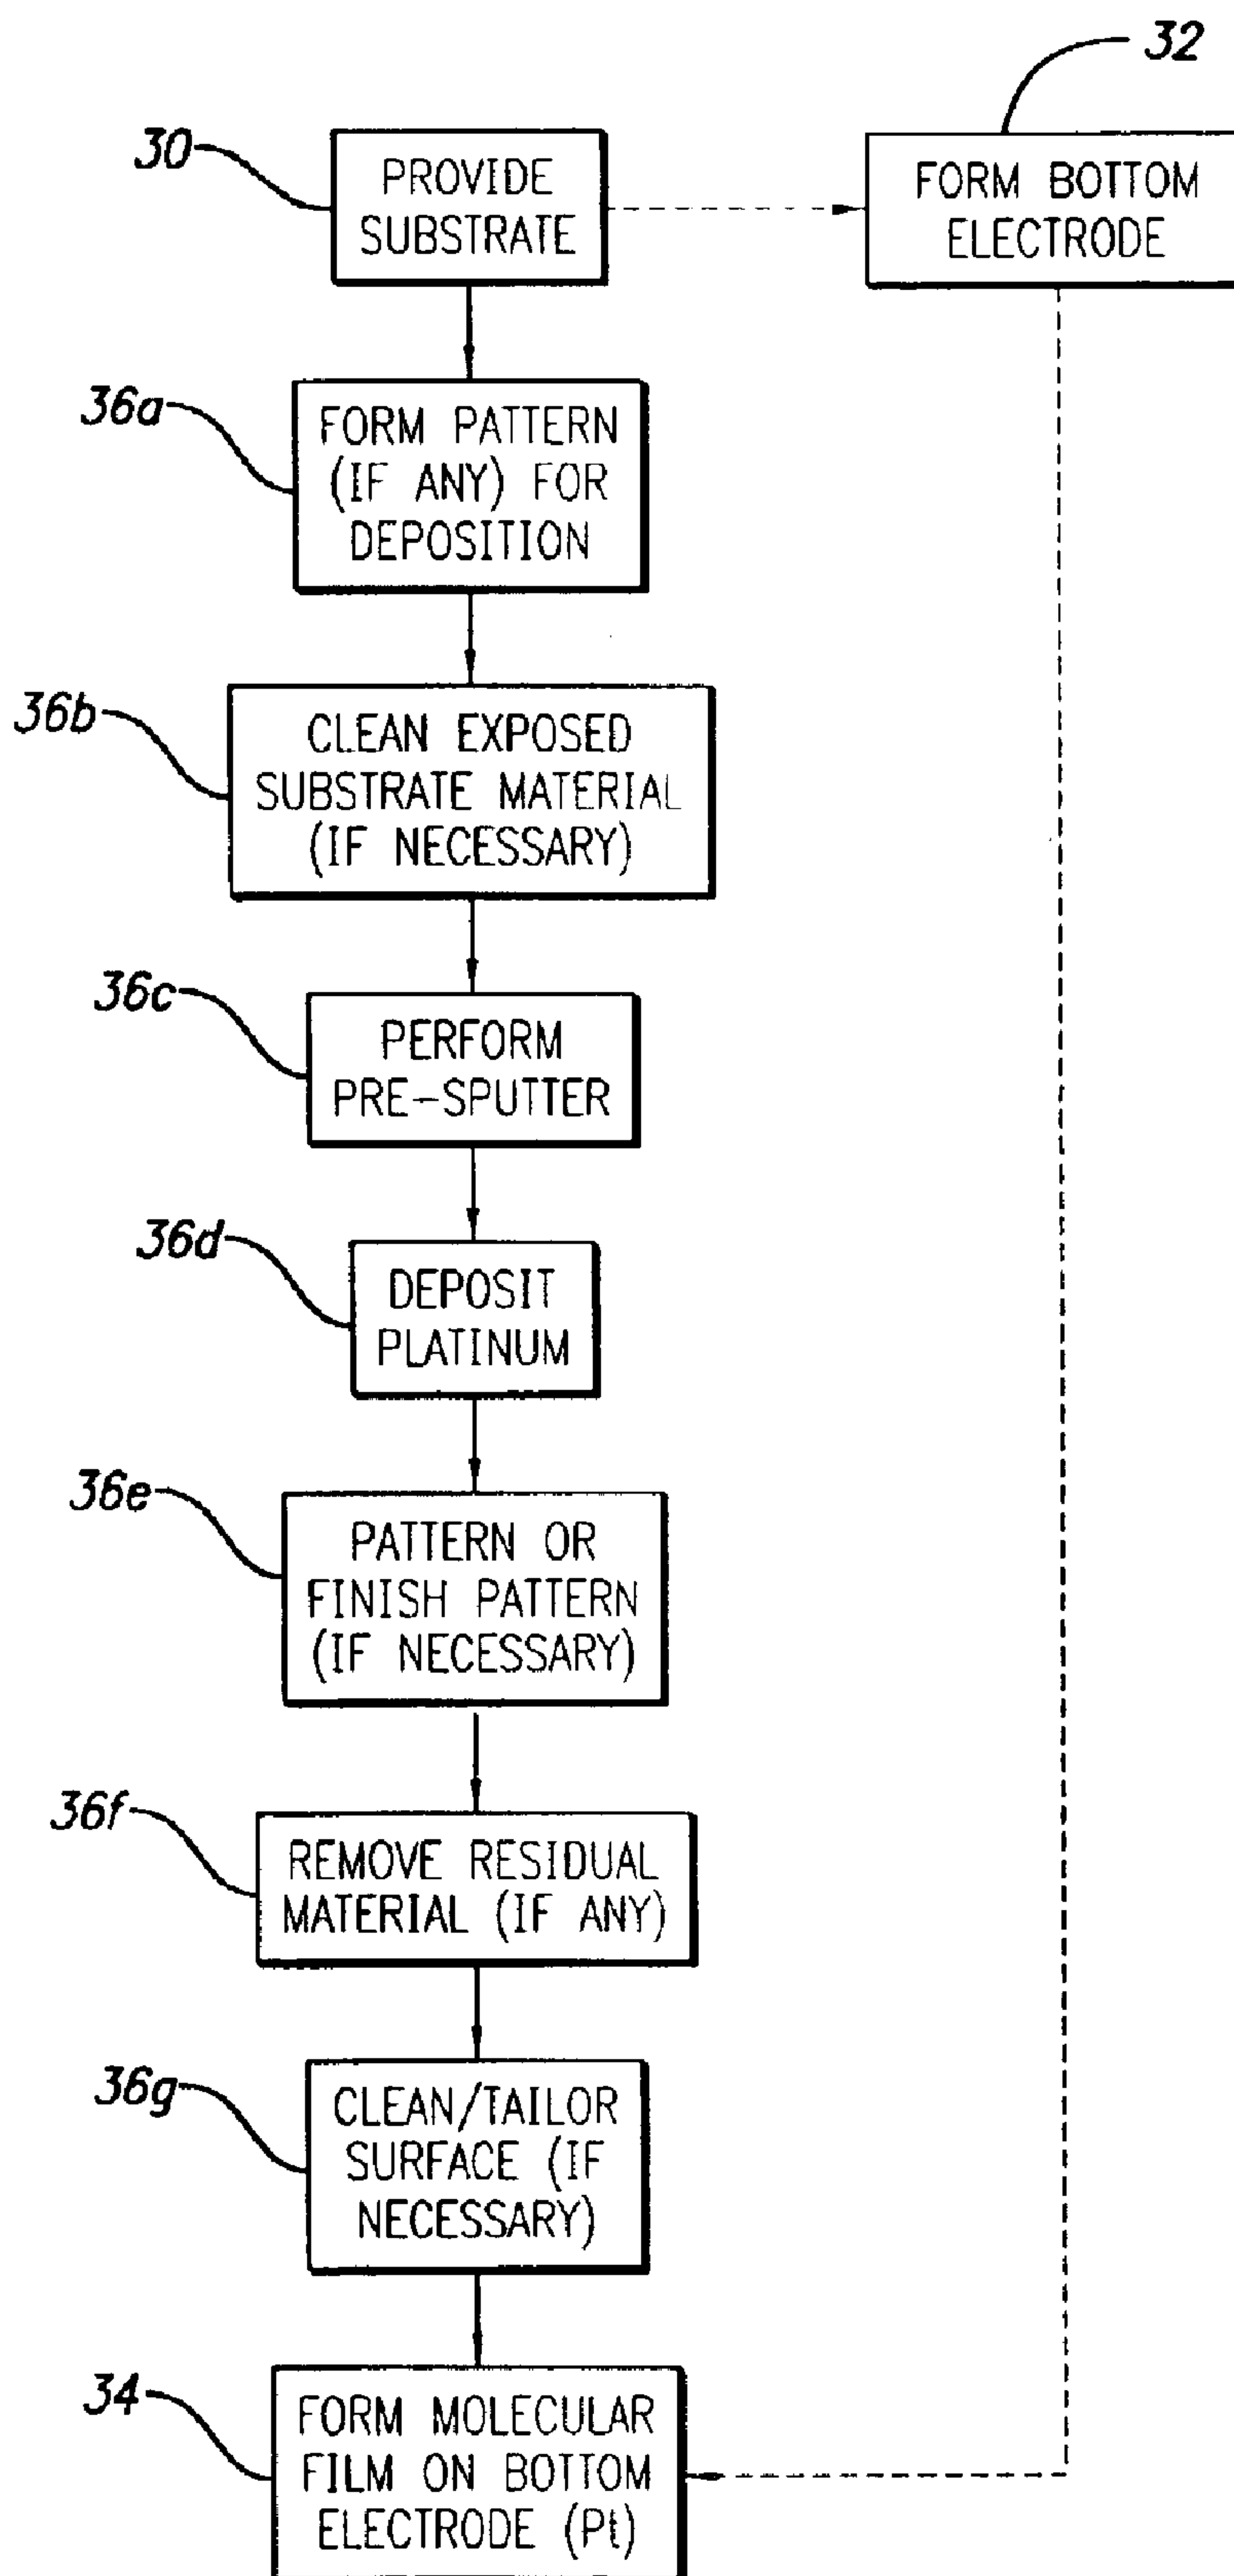 32
30
PROVIDE
SUBSTRATE
FORM BOTTOM
ELECTRODE
36a
FORM PATTERN
(IF ANY) FOR
DEPOSITION
36b
CLEAN EXPOSED
SUBSTRATE MATERIAL
(IF NECESSARY)
36c
PERFORM
PRE-SPUTTER
36d
DEPOSIT
PLATINUM
36e
PATTERN OR
FINISH PATTERN
(IF NECESSARY)
36f
REMOVE RESIDUAL
MATERIAL (IF ANY)
36g
CLEAN/TAILOR
SURFACE (IF
NECESSARY)
34
FORM MOLECULAR
FILM ON BOTTOM
ELECTRODE (Pt)